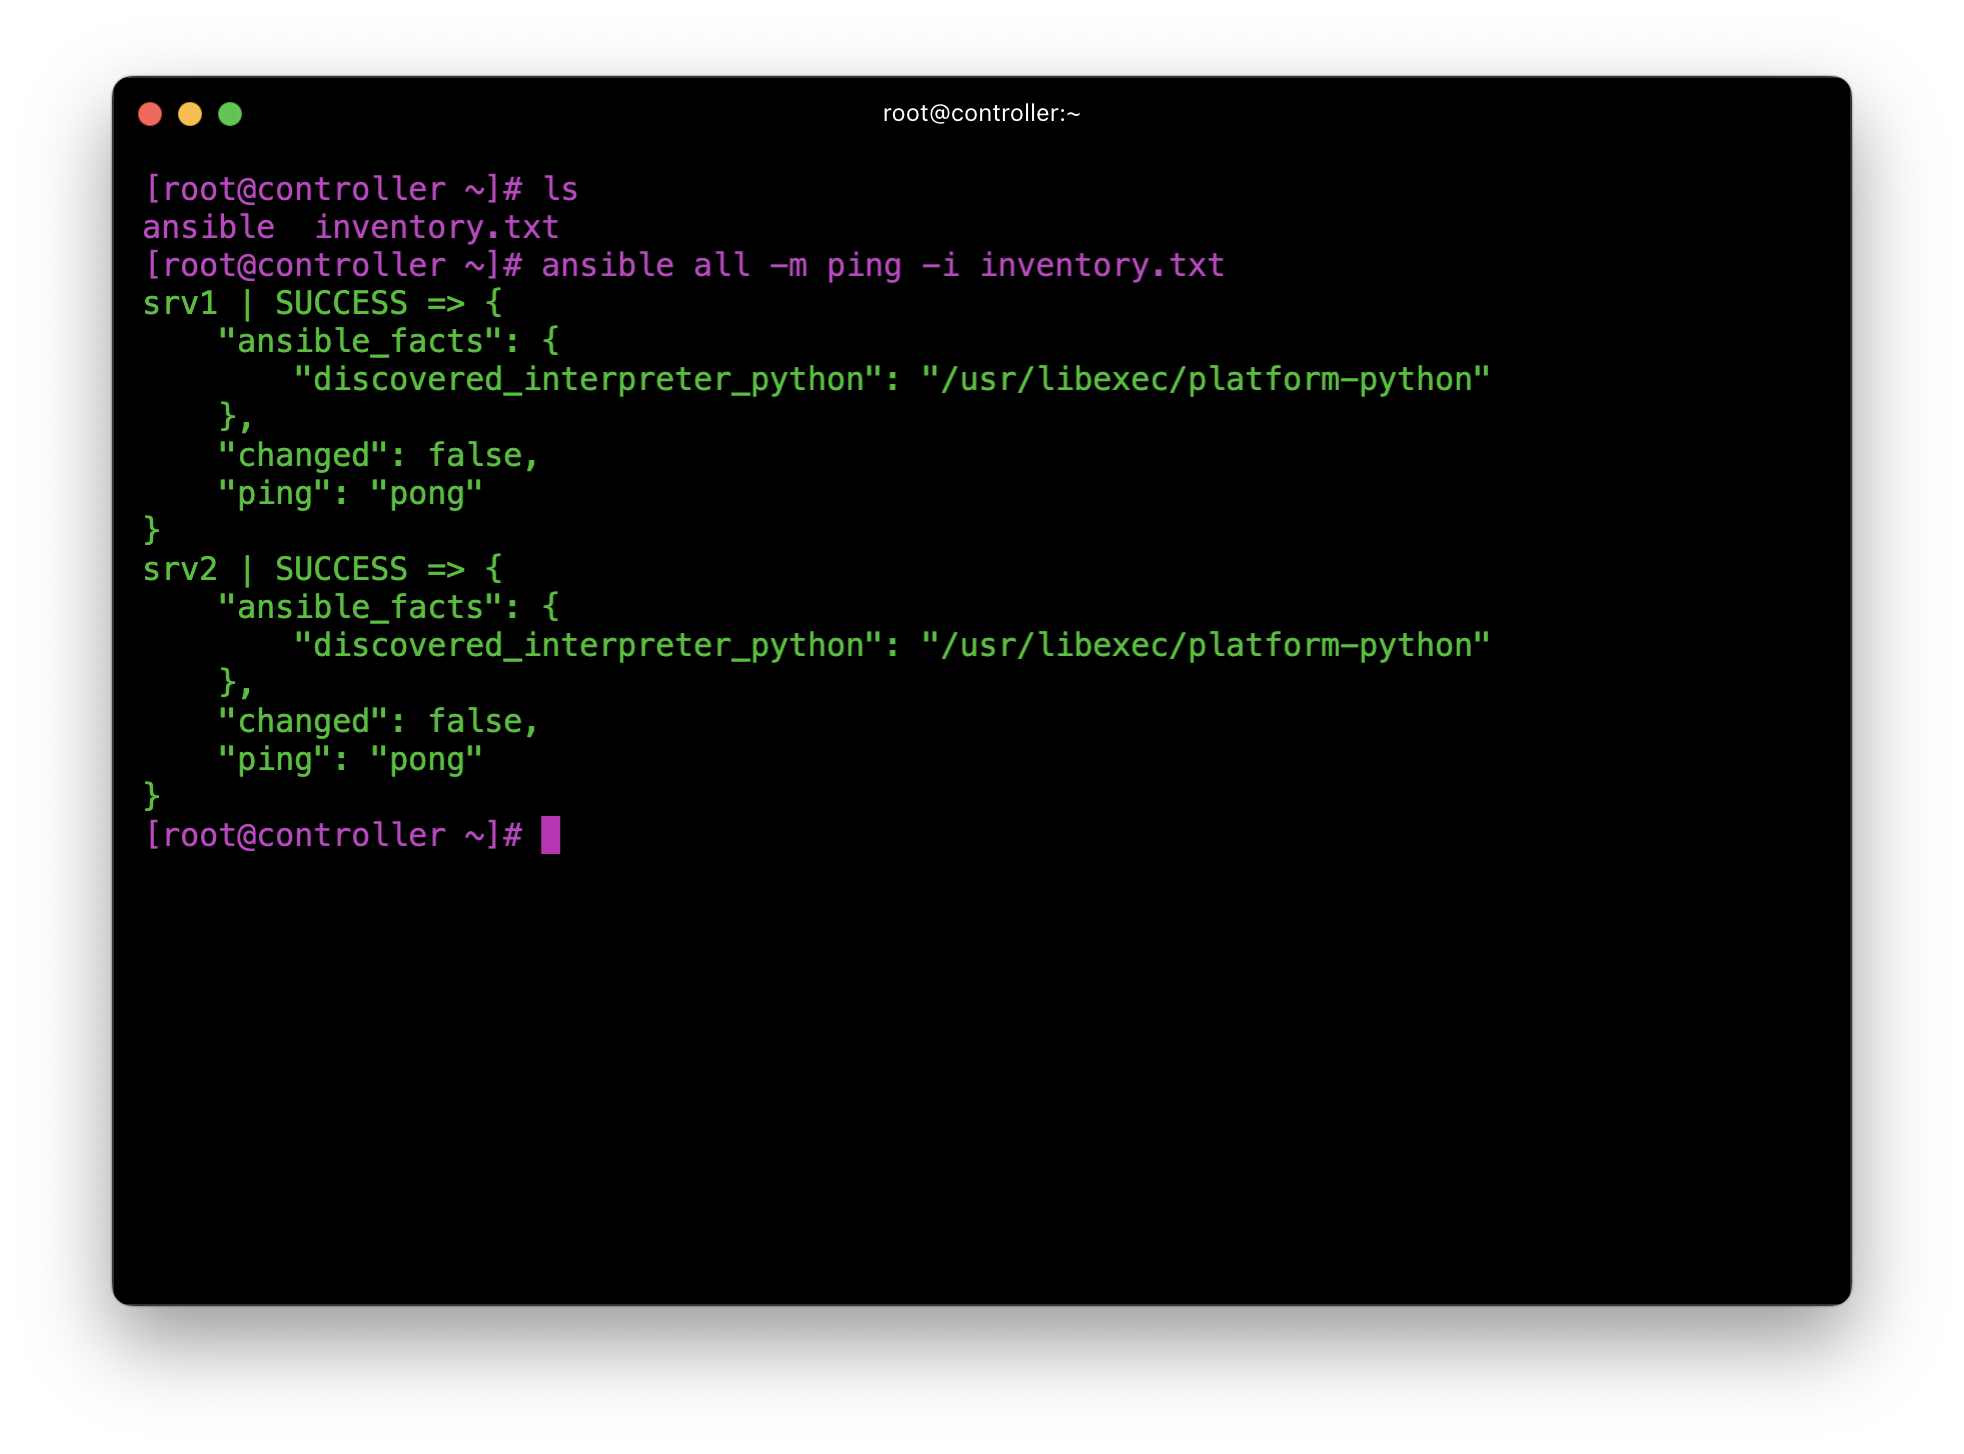 root@controller:~
[root@controller ~]# ls
ansible  inventory.txt
[root@controller ~]# ansible all -m ping -i inventory.txt
srv1 | SUCCESS => {
    "ansible_facts": {
        "discovered_interpreter_python": "/usr/libexec/platform-python"
    },
    "changed": false,
    "ping": "pong"
}
srv2 | SUCCESS => {
    "ansible_facts": {
        "discovered_interpreter_python": "/usr/libexec/platform-python"
    },
    "changed": false,
    "ping": "pong"
}
[root@controller ~]#